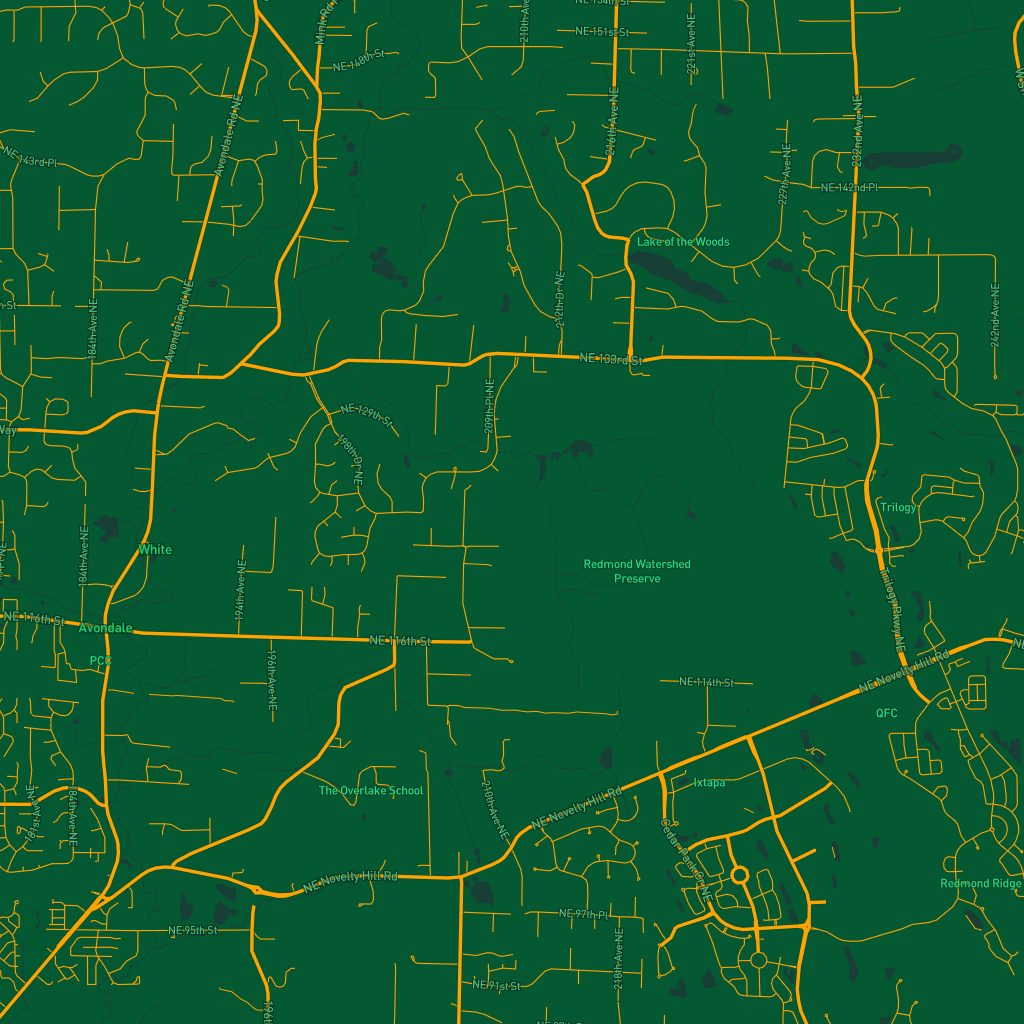 NE 154th St
Mink Rd
210th Ave NE
NE 151st St
221st Ave NE
NE 148th St
Avondale Rd NE
216th Ave NE
232nd Ave NE
NE 143rd Pl
227th Ave NE
NE 142nd Pl
Lake of the Woods
212th Dr NE
Avondale Rd NE
184th Ave NE
242nd Ave NE
NE 133rd St
209th Pl NE
NE 129th St
Way
198th Dr NE
Trilogy
White
184th Ave NE
Redmond Watershed
Preserve
194th Ave NE
Trilogy Pkwy NE
NE 116th St
Avondale
NE 116th St
PCC
196th Ave NE
NE Novelty Hill Rd
NE 114th St
QFC
Ixtapa
The Overlake School
210th Ave NE
NE Novelty Hill Rd
181st Ave NE
184th Ave NE
Cedar Park Cr NE
NE Novelty Hill Rd
Redmond Ridge
NE 97th Pl
NE 95th St
218th Ave NE
NE 91st St